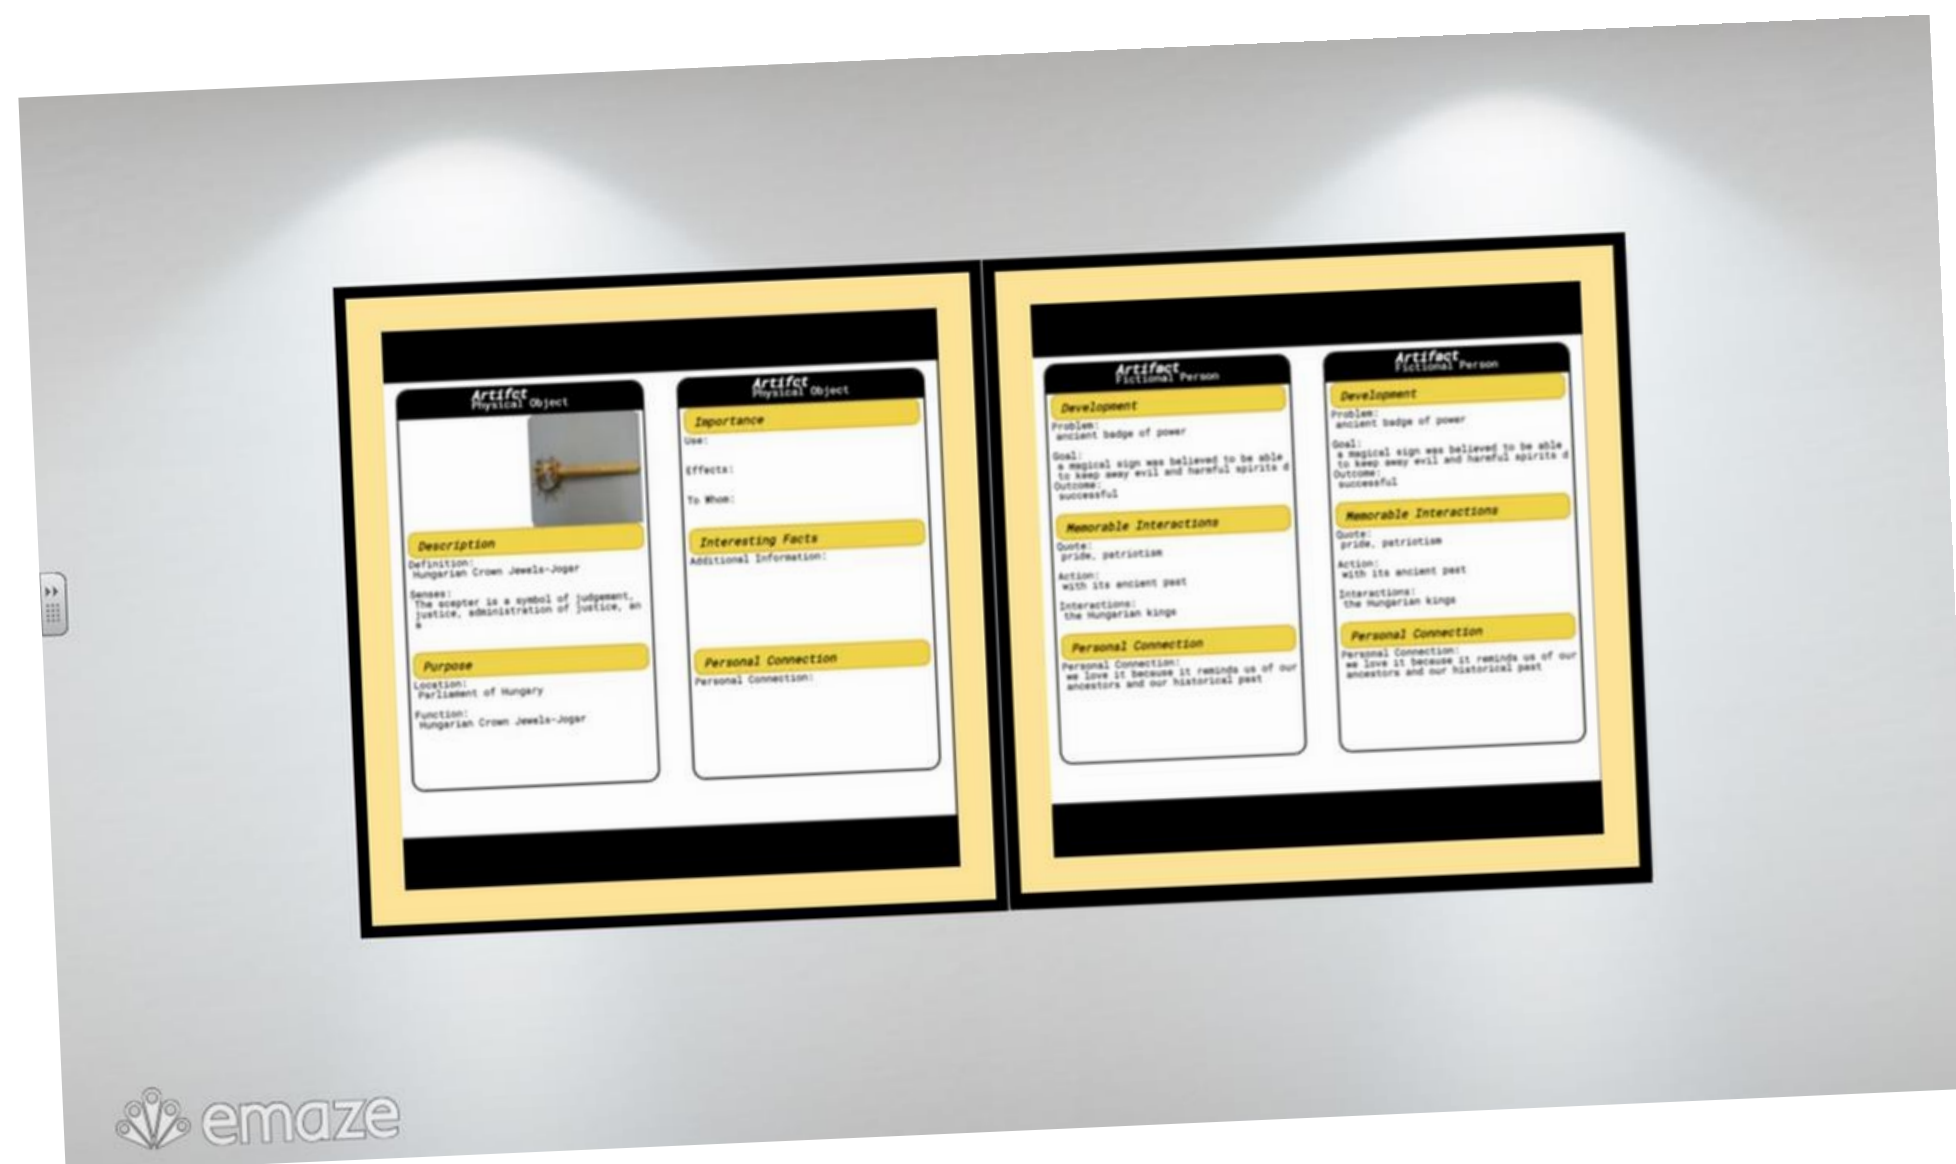 Artifct
Physical Object
Description
Definition:
Hungarian Crown Jewels-Jogar
Senses:
The scepter is a symbol of judgement,
justice, administration of justice, an
a
Purpose
Location:
Parliament of Hungary
Function:
Hungarian Crown Jewels-Jogar
Artifct
Physical Object
Importance
Use:
Effects:
To Whom:
Interesting Facts
Additional Information:
Personal Connection
Personal Connection:
Artifact
Fictional Person
Development
Problem:
ancient badge of power
Goal:
a magical sign was believed to be able
to keep away evil and harmful spirits d
Outcome:
successful
Memorable Interactions
Quote:
pride, patriotism
Action:
with its ancient past
Interactions:
the Hungarian kings
Personal Connection
Personal Connection:
we love it because it reminds us of our
ancestors and our historical past
Artifact
Fictional Person
Development
Problem:
ancient badge of power
Goal:
a magical sign was believed to be able
to keep away evil and harmful spirits d
Outcome:
successful
Memorable Interactions
Quote:
pride, patriotism
Action:
with its ancient past
Interactions:
the Hungarian kings
Personal Connection
Personal Connection:
we love it because it reminds us of our
ancestors and our historical past
emaze